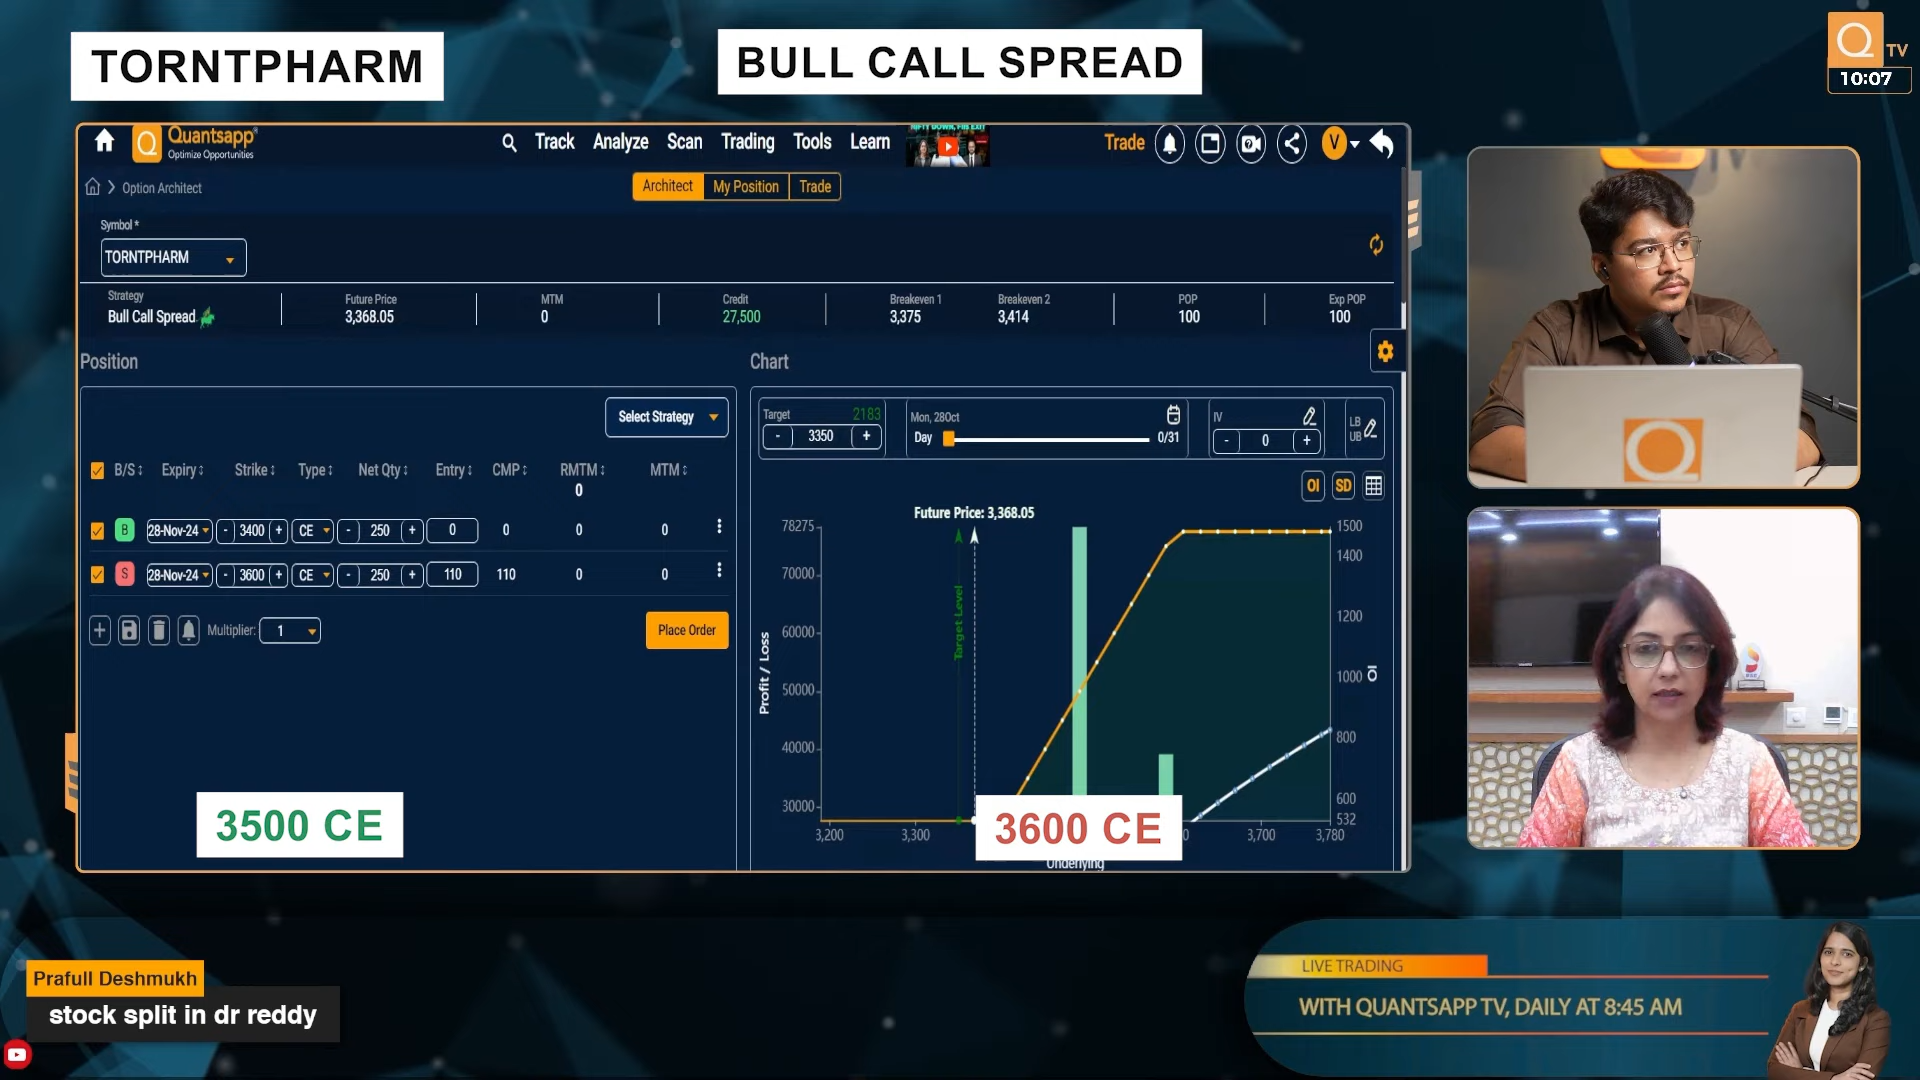 TORNTPHARM
BULL CALL SPREAD
Q TV
10:07
Quantsapp
Optimize Opportunities
Track Analyze Scan Trading Tools Learn
NIFTY DOWN, FIIs EXIT
Trade
V
Option Architect
Architect My Position Trade
Symbol *
TORNTPHARM
Strategy Future Price MTM Credit Breakeven 1 Breakeven 2 POP Exp POP
Bull Call Spread 3,368.05 0 27,500 3,375 3,414 100 100
Position
Chart
Select Strategy
Target 2183
- 3350 +
Mon, 28Oct
Day 0/31
IV
- 0 +
LB
UB
B/S Expiry Strike Type Net Qty Entry CMP RMTM MTM
0
OI SD
B 28-Nov-24 - 3400 + CE - 250 + 0 0 0 0
S 28-Nov-24 - 3600 + CE - 250 + 110 110 0 0
Multiplier: 1
Place Order
Future Price: 3,368.05
Target Level
Profit / Loss
78275
70000
60000
50000
40000
30000
1500
1400
1200
1000
800
600
532
OI
3,200 3,300 0 3,700 3,780
Underlying
3500 CE
3600 CE
Prafull Deshmukh
stock split in dr reddy
LIVE TRADING
WITH QUANTSAPP TV, DAILY AT 8:45 AM